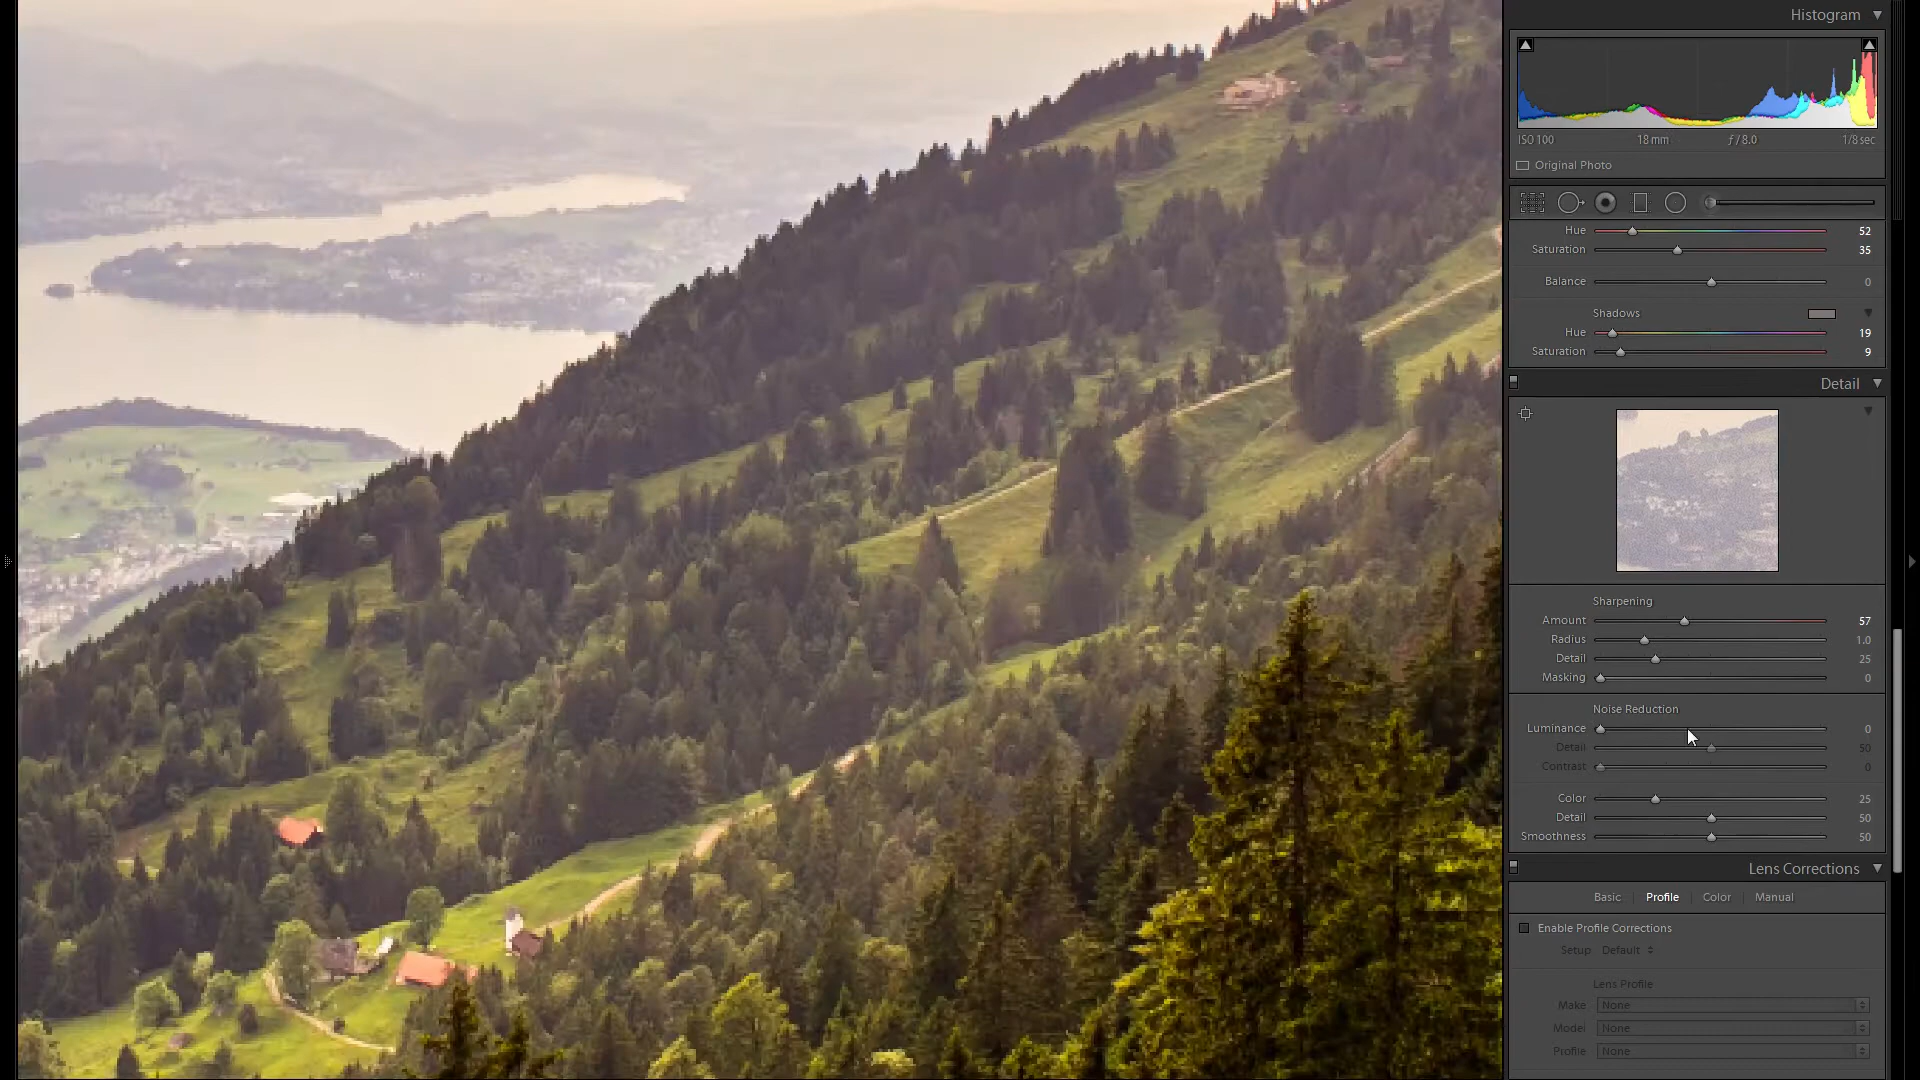 Histogram
ISO 100 18 mm ƒ / 8.0 1/8 sec
Original Photo
Hue 52
Saturation 35
Balance 0
Shadows
Hue 19
Saturation 9
Detail
Sharpening
Amount 57
Radius 1.0
Detail 25
Masking 0
Noise Reduction
Luminance 0
Detail 50
Contrast 0
Color 25
Detail 50
Smoothness 50
Lens Corrections
Basic Profile Color Manual
Enable Profile Corrections
Setup Default
Lens Profile
Make None
Model None
Profile None